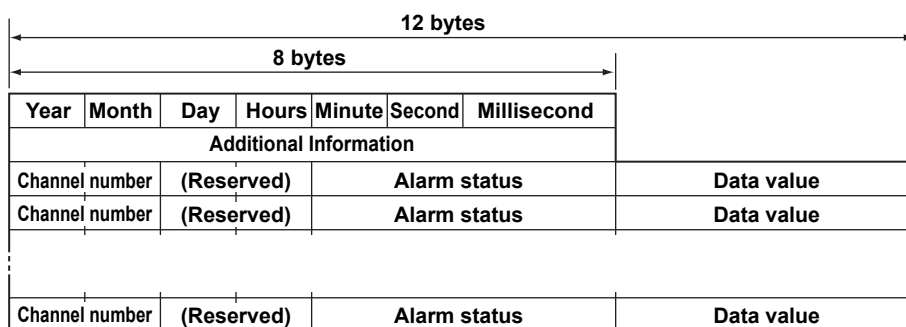 12 bytes
8 bytes
Year Month Day Hours Minute Second Millisecond
Additional Information
Channel number (Reserved) Alarm status Data value
Channel number (Reserved) Alarm status Data value
Channel number (Reserved) Alarm status Data value